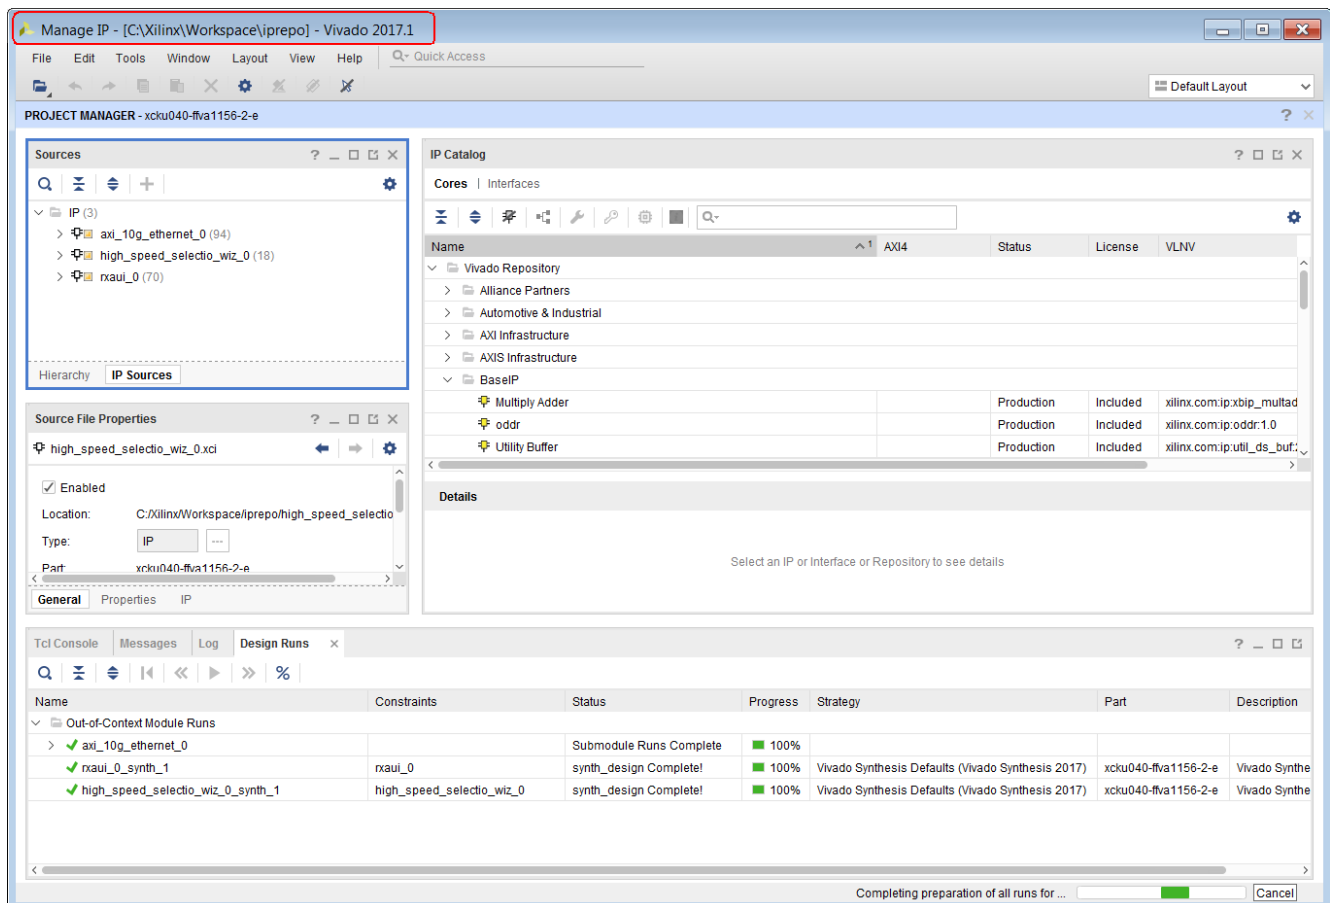 Manage IP - [C:\Xilinx\Workspace\iprepo] - Vivado 2017.1
File Edit Tools Window Layout View Help Quick Access
Default Layout
PROJECT MANAGER - xcku040-ffva1156-2-e ?
Sources ?
IP (3)
axi_10g_ethernet_0 (94)
high_speed_selectio_wiz_0 (18)
rxaui_0 (70)
Hierarchy IP Sources
Source File Properties ?
high_speed_selectio_wiz_0.xci
Enabled
Location: C:/Xilinx/Workspace/iprepo/high_speed_selectio
Type: IP ...
Part: xcku040-ffva1156-2-e
General Properties IP
IP Catalog ?
Cores | Interfaces
Name 1 AXI4 Status License VLNV
Vivado Repository
Alliance Partners
Automotive & Industrial
AXI Infrastructure
AXIS Infrastructure
BaseIP
Multiply Adder Production Included xilinx.com:ip:xbip_multad
oddr Production Included xilinx.com:ip:oddr:1.0
Utility Buffer Production Included xilinx.com:ip:util_ds_buf:
Details
Select an IP or Interface or Repository to see details
Tcl Console Messages Log Design Runs ?
%
Name Constraints Status Progress Strategy Part Description
Out-of-Context Module Runs
axi_10g_ethernet_0 Submodule Runs Complete 100%
rxaui_0_synth_1 rxaui_0 synth_design Complete! 100% Vivado Synthesis Defaults (Vivado Synthesis 2017) xcku040-ffva1156-2-e Vivado Synthe
high_speed_selectio_wiz_0_synth_1 high_speed_selectio_wiz_0 synth_design Complete! 100% Vivado Synthesis Defaults (Vivado Synthesis 2017) xcku040-ffva1156-2-e Vivado Synthe
Completing preparation of all runs for ... Cancel